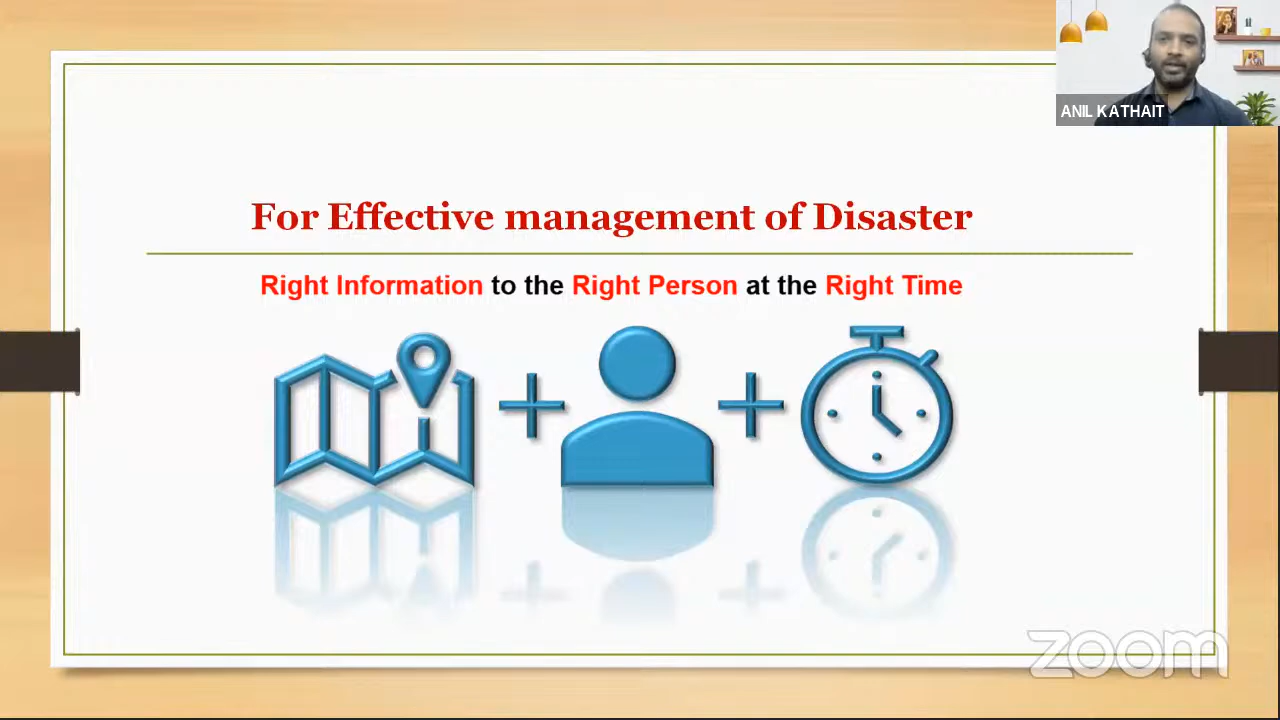 ANIL KATHAIT
For Effective management of Disaster
Right Information to the Right Person at the Right Time
zoom